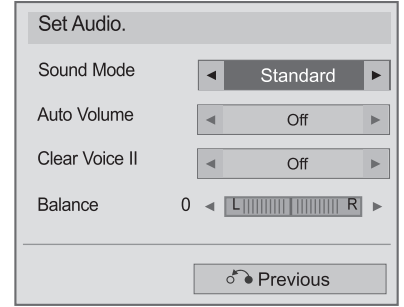 Set Audio.
Sound Mode ◄ Standard ►
Auto Volume ◄ Off ►
Clear Voice II ◄ Off ►
Balance 0 ◄ L R ►
Previous